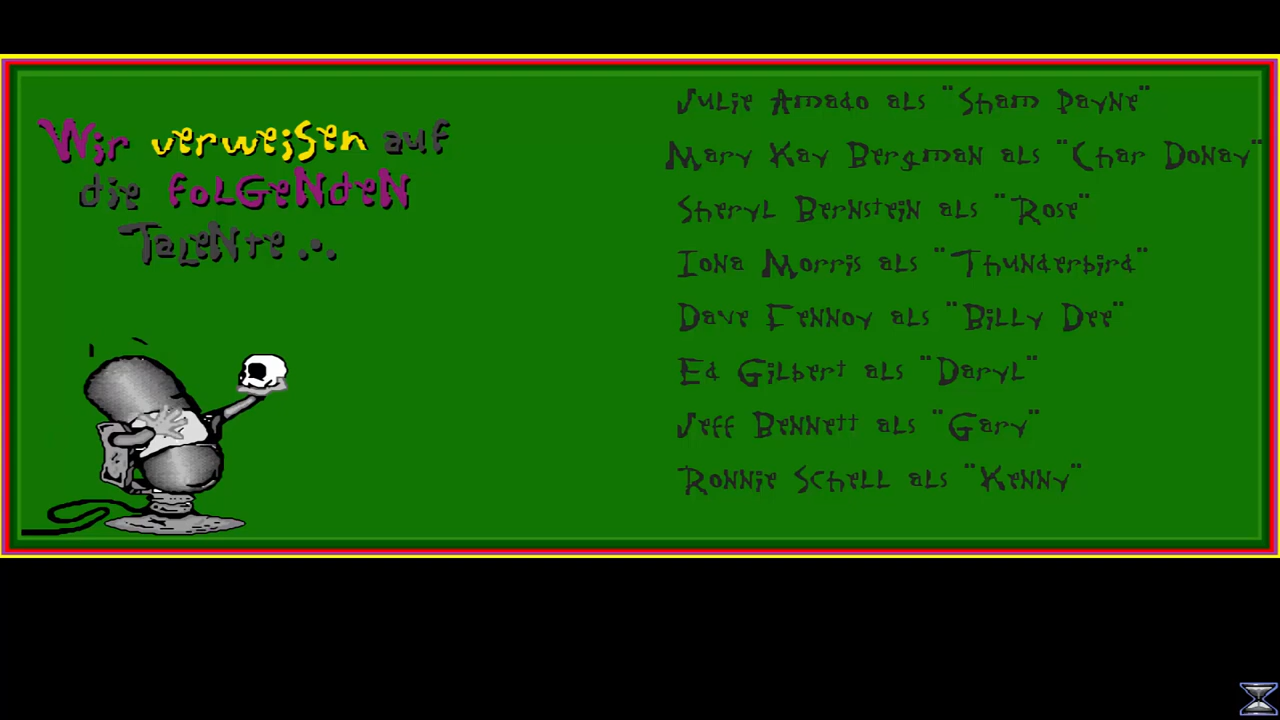 Wir verweisen auf
die folgenden
Talente...
Julie Amado als "Sham Payne"
Mary Kay Bergman als "Char Donay"
Sheryl Bernstein als "Rose"
Iona Morris als "Thunderbird"
Dave Fennoy als "Billy Dee"
Ed Gilbert als "Daryl"
Jeff Bennett als "Gary"
Ronnie Schell als "Kenny"